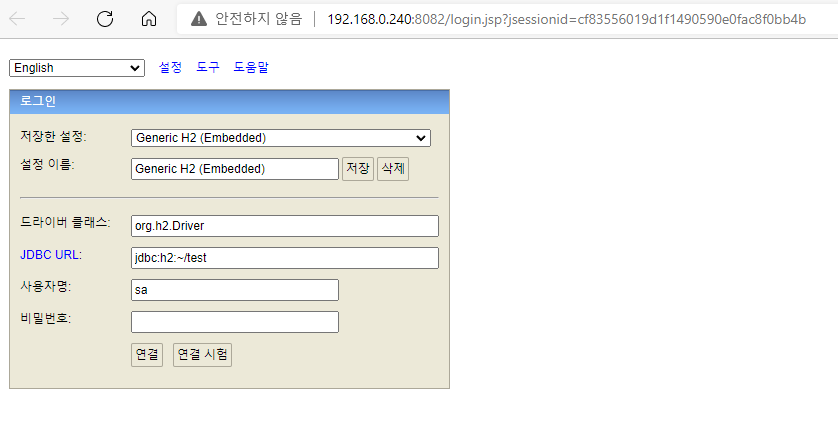 안전하지 않음 192.168.0.240:8082/login.jsp?jsessionid=cf83556019d1f1490590e0fac8f0bb4b
English 설정 도구 도움말
로그인
저장한 설정: Generic H2 (Embedded)
설정 이름: Generic H2 (Embedded) 저장 삭제
드라이버 클래스: org.h2.Driver
JDBC URL: jdbc:h2:~/test
사용자명: sa
비밀번호:
연결 연결 시험